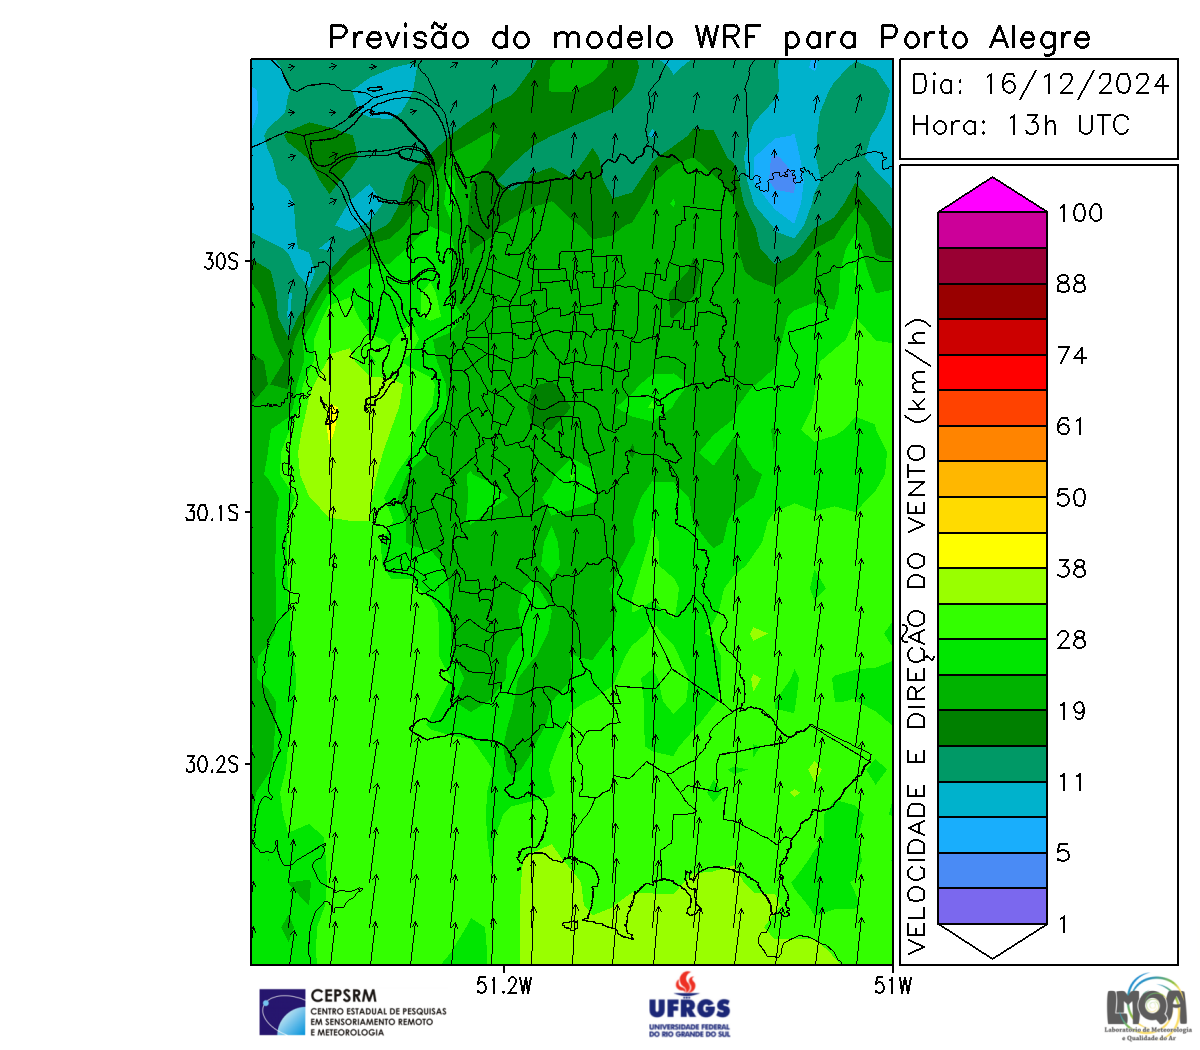 Previsão do modelo WRF para Porto Alegre
Dia: 16/12/2024
Hora: 13h UTC
30S
30.1S
30.2S
51.2W
51W
VELOCIDADE E DIREÇÃO DO VENTO (km/h)
100
88
74
61
50
38
28
19
11
5
1
CEPSRM
CENTRO ESTADUAL DE PESQUISAS
EM SENSORIAMENTO REMOTO
E METEOROLOGIA
UFRGS
UNIVERSIDADE FEDERAL
DO RIO GRANDE DO SUL
LMQA
Laboratório de Meteorologia
e Qualidade do Ar